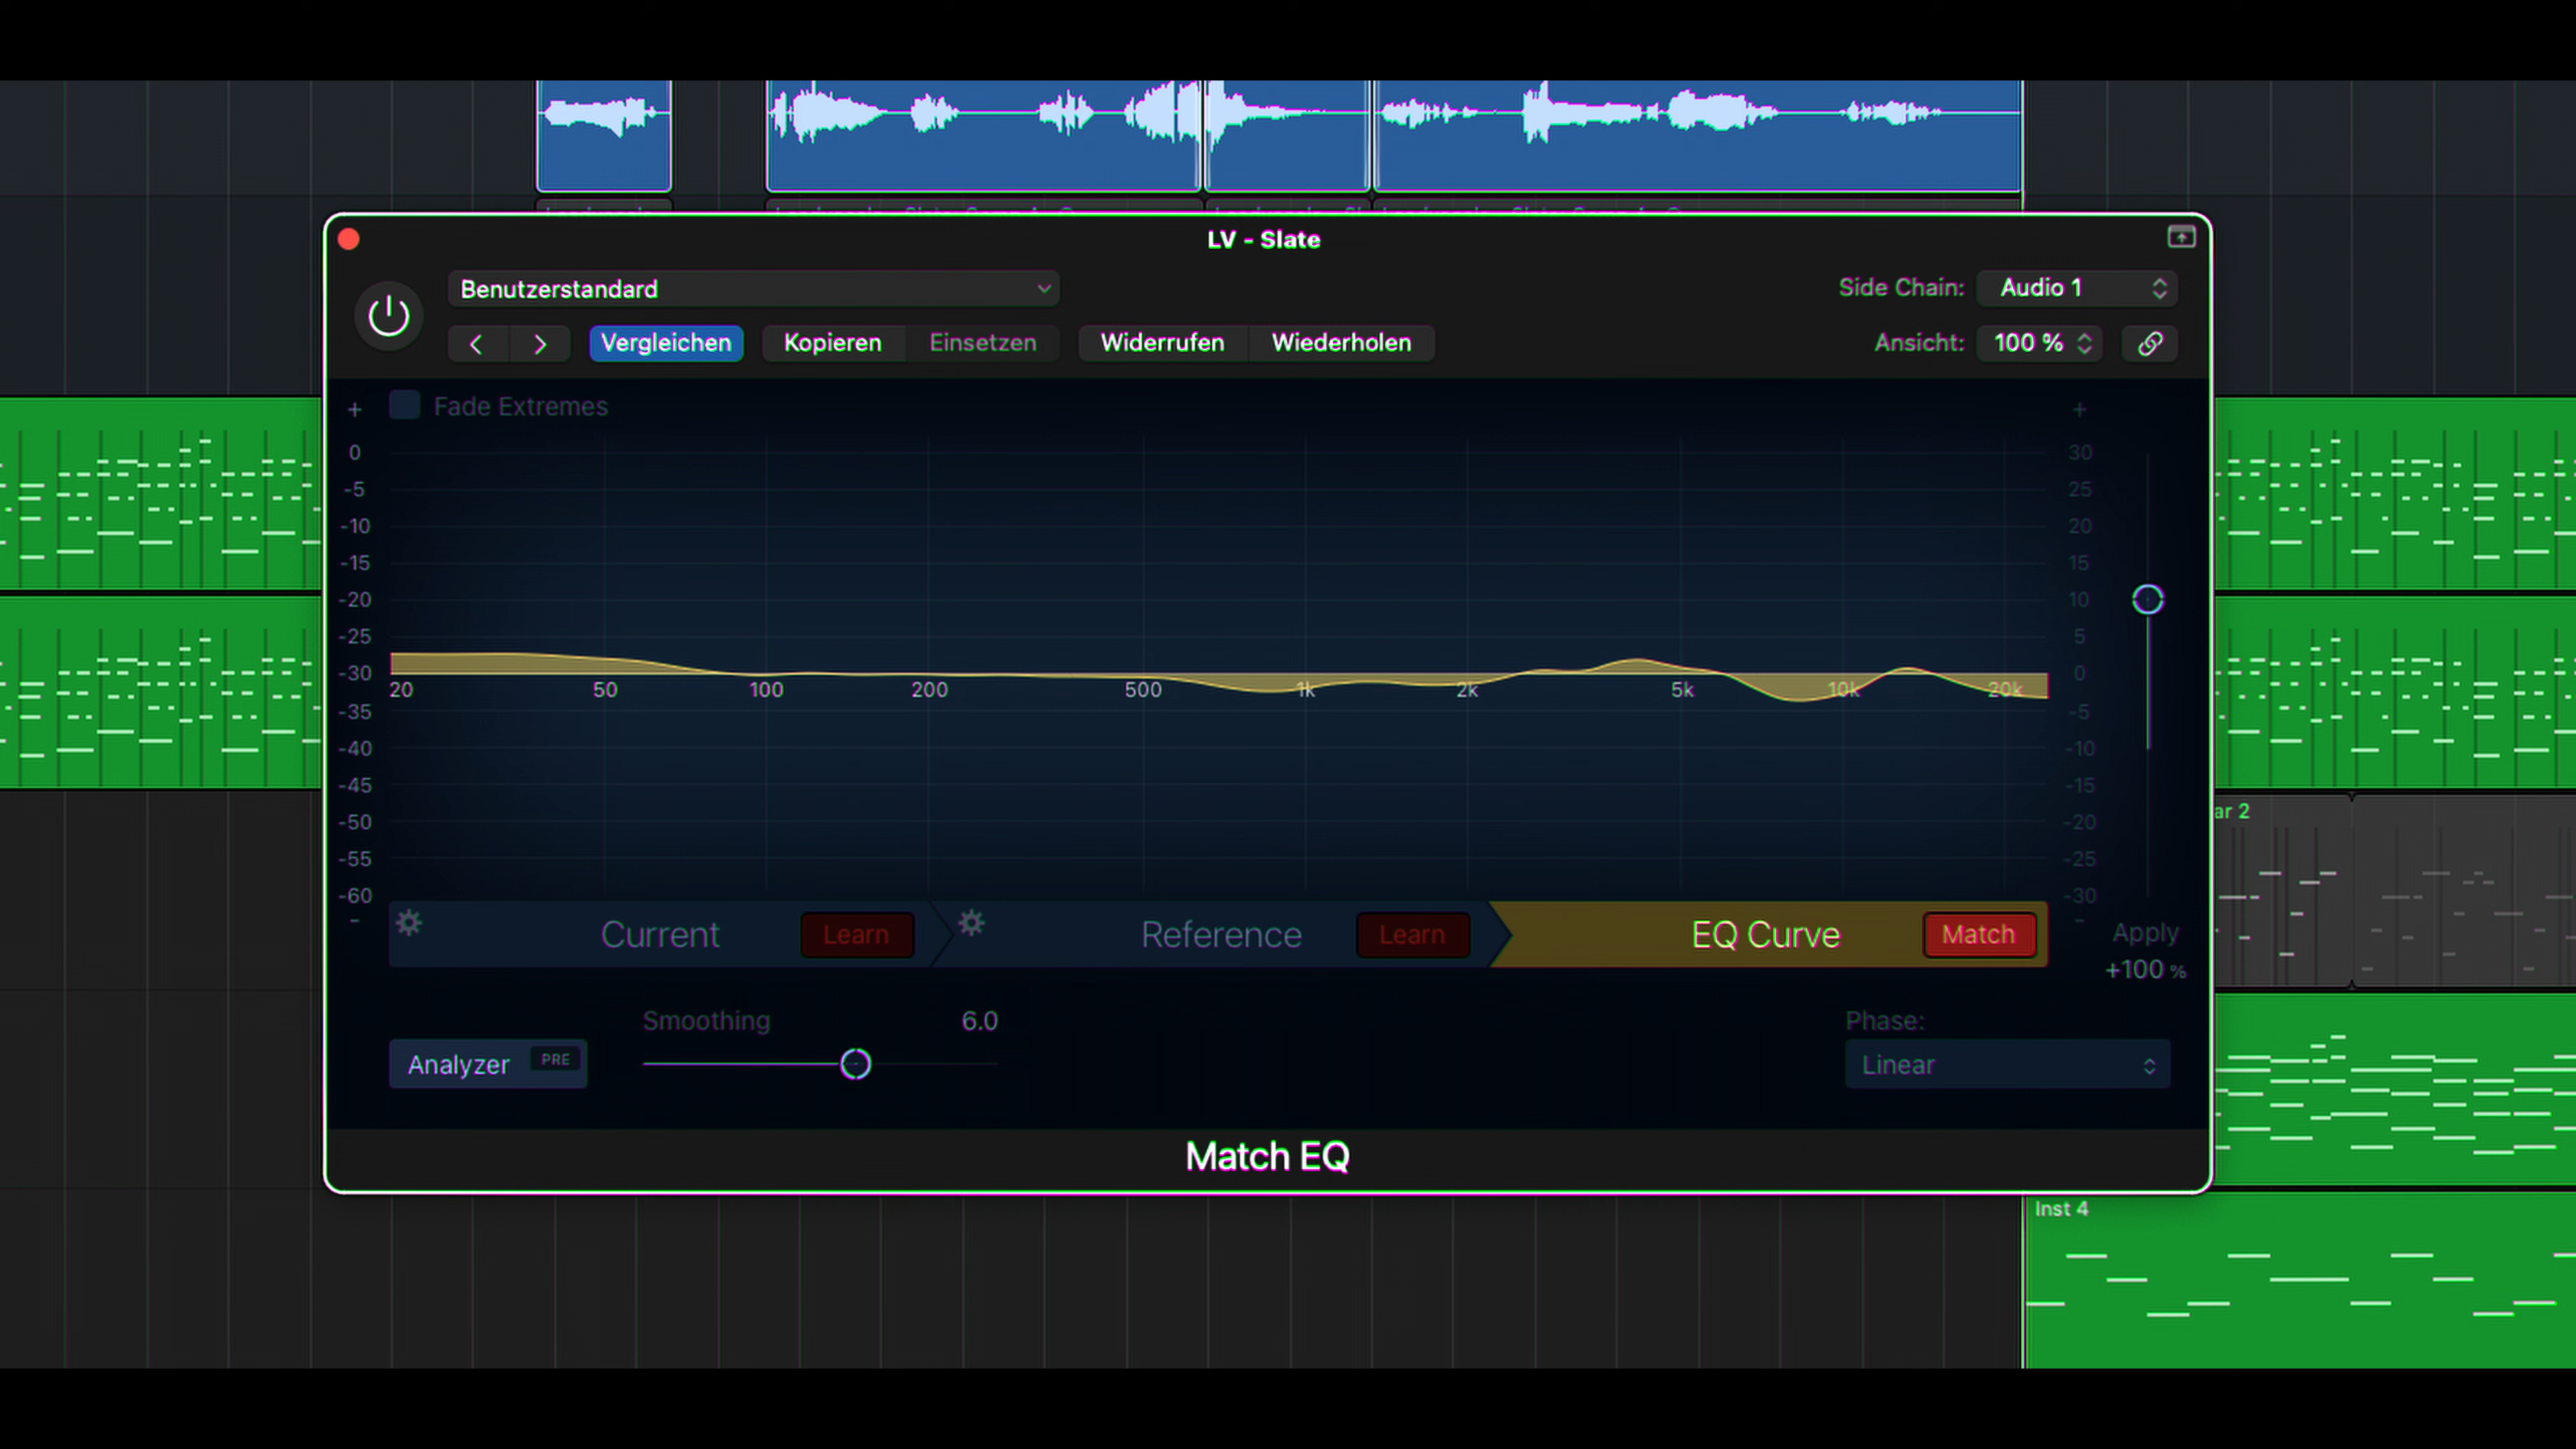 LV - Slate
Benutzerstandard
Side Chain: Audio 1
Vergleichen Kopieren Einsetzen Widerrufen Wiederholen
Ansicht: 100 %
+ Fade Extremes +
0 30
-5 25
-10 20
-15 15
-20 10
-25 5
-30 0
20 50 100 200 500 1k 2k 5k 10k 20k
-35 -5
-40 -10
-45 -15
-50 -20
ar 2
-55 -25
-60 -30
- -
Current Learn Reference Learn EQ Curve Match
Apply
+100 %
Smoothing 6.0
Phase:
Analyzer PRE
Linear
Match EQ
Inst 4